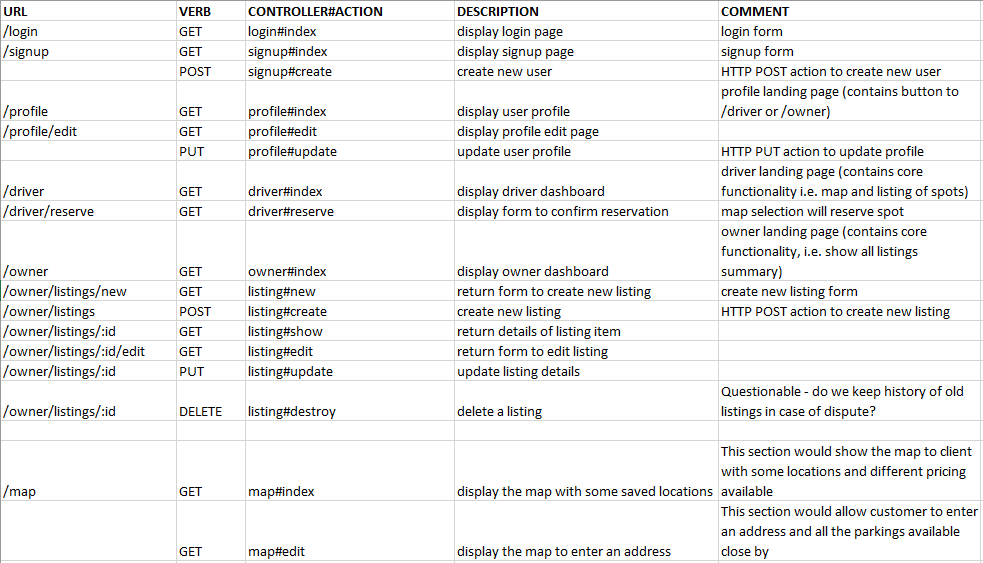 URL VERB CONTROLLER#ACTION DESCRIPTION COMMENT
/login GET login#index display login page login form
/signup GET signup#index display signup page signup form
POST signup#create create new user HTTP POST action to create new user
profile landing page (contains button to
/profile GET profile#index display user profile /driver or /owner)
/profile/edit GET profile#edit display profile edit page
PUT profile#update update user profile HTTP PUT action to update profile
driver landing page (contains core
/driver GET driver#index display driver dashboard functionality i.e. map and listing of spots)
/driver/reserve GET driver#reserve display form to confirm reservation map selection will reserve spot
owner landing page (contains core
functionality, i.e. show all listings
/owner GET owner#index display owner dashboard summary)
/owner/listings/new GET listing#new return form to create new listing create new listing form
/owner/listings POST listing#create create new listing HTTP POST action to create new listing
/owner/listings/:id GET listing#show return details of listing item
/owner/listings/:id/edit GET listing#edit return form to edit listing
/owner/listings/:id PUT listing#update update listing details
Questionable - do we keep history of old
/owner/listings/:id DELETE listing#destroy delete a listing listings in case of dispute?
This section would show the map to client
with some locations and different pricing
/map GET map#index display the map with some saved locations available
This section would allow customer to enter
an address and all the parkings available
GET map#edit display the map to enter an address close by